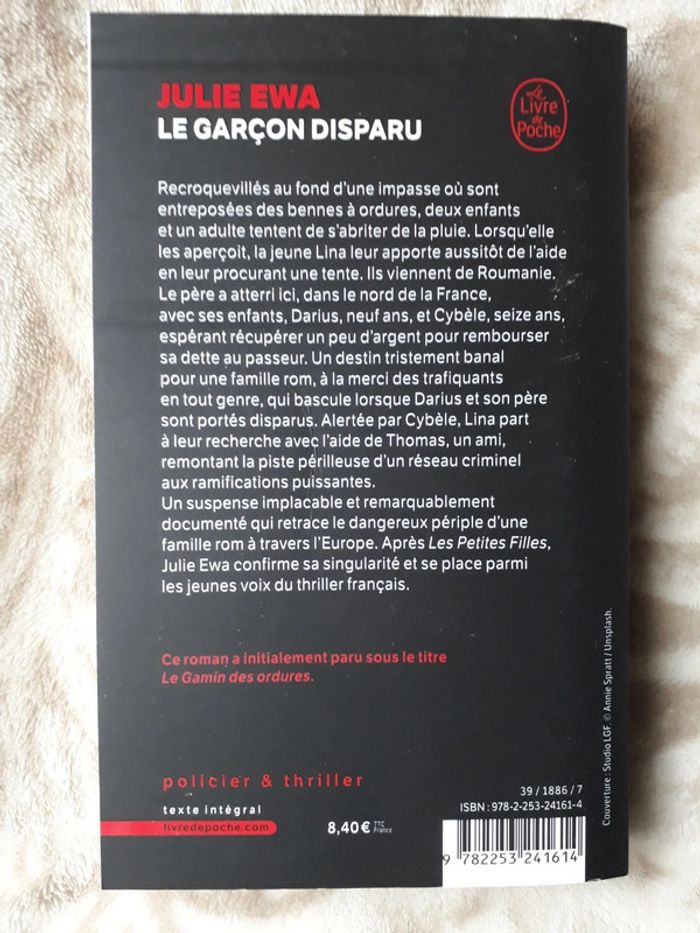 JULIE EWA
LE GARÇON DISPARU
Le
Livre
de
Poche
Recroquevillés au fond d’une impasse où sont
entreposées des bennes à ordures, deux enfants
et un adulte tentent de s’abriter de la pluie. Lorsqu’elle
les aperçoit, la jeune Lina leur apporte aussitôt de l’aide
en leur procurant une tente. Ils viennent de Roumanie.
Le père a atterri ici, dans le nord de la France,
avec ses enfants, Darius, neuf ans, et Cybèle, seize ans,
espérant récupérer un peu d’argent pour rembourser
sa dette au passeur. Un destin tristement banal
pour une famille rom, à la merci des trafiquants
en tout genre, qui bascule lorsque Darius et son père
sont portés disparus. Alertée par Cybèle, Lina part
à leur recherche avec l’aide de Thomas, un ami,
remontant la piste périlleuse d’un réseau criminel
aux ramifications puissantes.
Un suspense implacable et remarquablement
documenté qui retrace le dangereux périple d’une
famille rom à travers l’Europe. Après Les Petites Filles,
Julie Ewa confirme sa singularité et se place parmi
les jeunes voix du thriller français.
Ce roman a initialement paru sous le titre
Le Gamin des ordures.
policier & thriller
texte intégral
livredepoche.com
8,40 € TTC
France
39 / 1886 / 7
ISBN : 978-2-253-24161-4
9 782253 241614
Couverture : Studio LGF. © Annie Spratt / Unsplash.